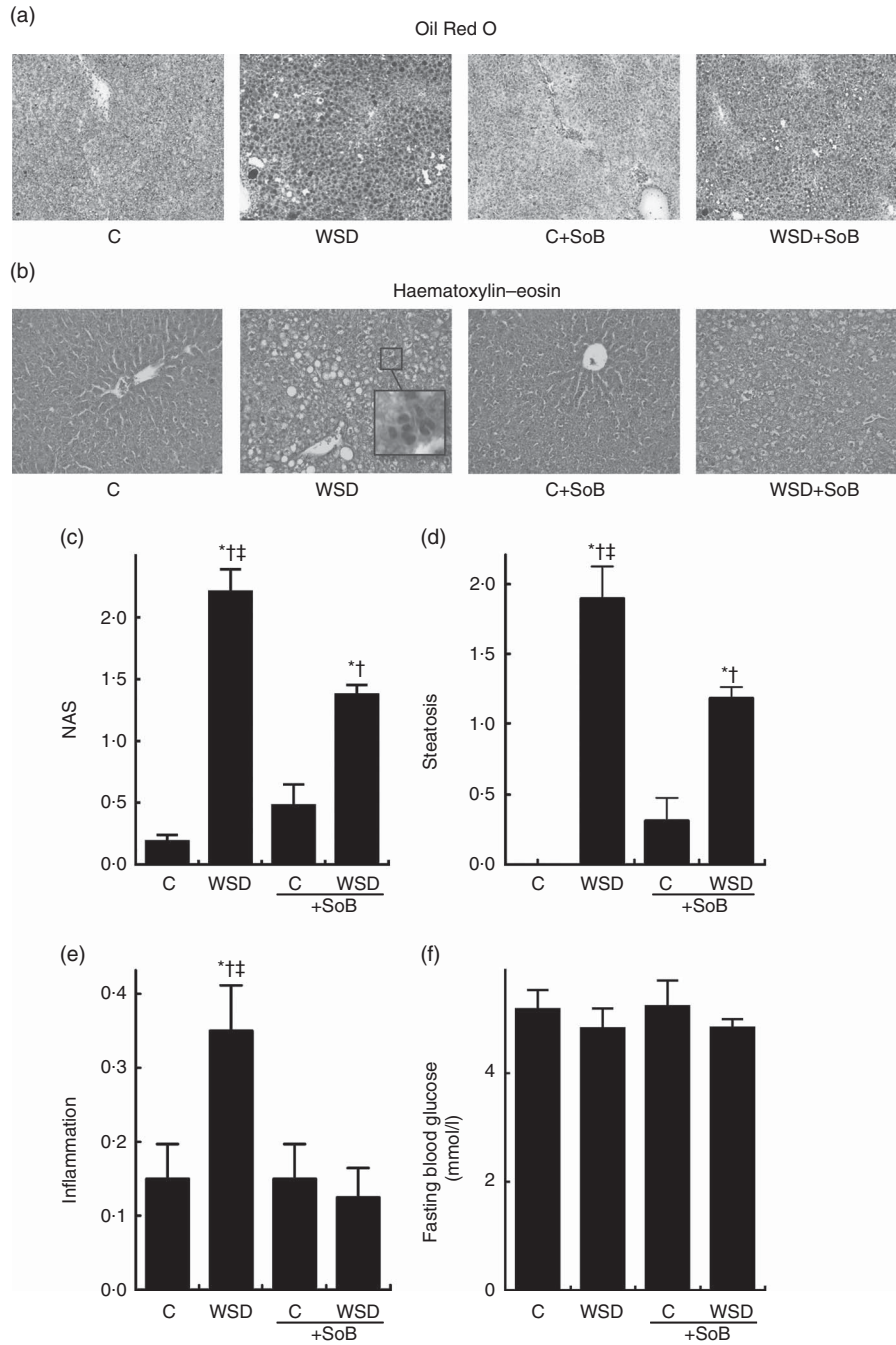 (a)
Oil Red O
C WSD C+SoB WSD+SoB
(b)
Haematoxylin–eosin
C WSD C+SoB WSD+SoB
(c)
*†‡
*†
NAS
2·0
1·5
1·0
0·5
0·0
C WSD C WSD
+SoB
(d)
*†‡
*†
Steatosis
2·0
1·5
1·0
0·5
0·0
C WSD C WSD
+SoB
(e)
*†‡
Inflammation
0·4
0·3
0·2
0·1
0·0
C WSD C WSD
+SoB
(f)
Fasting blood glucose
(mmol/l)
4
2
0
C WSD C WSD
+SoB